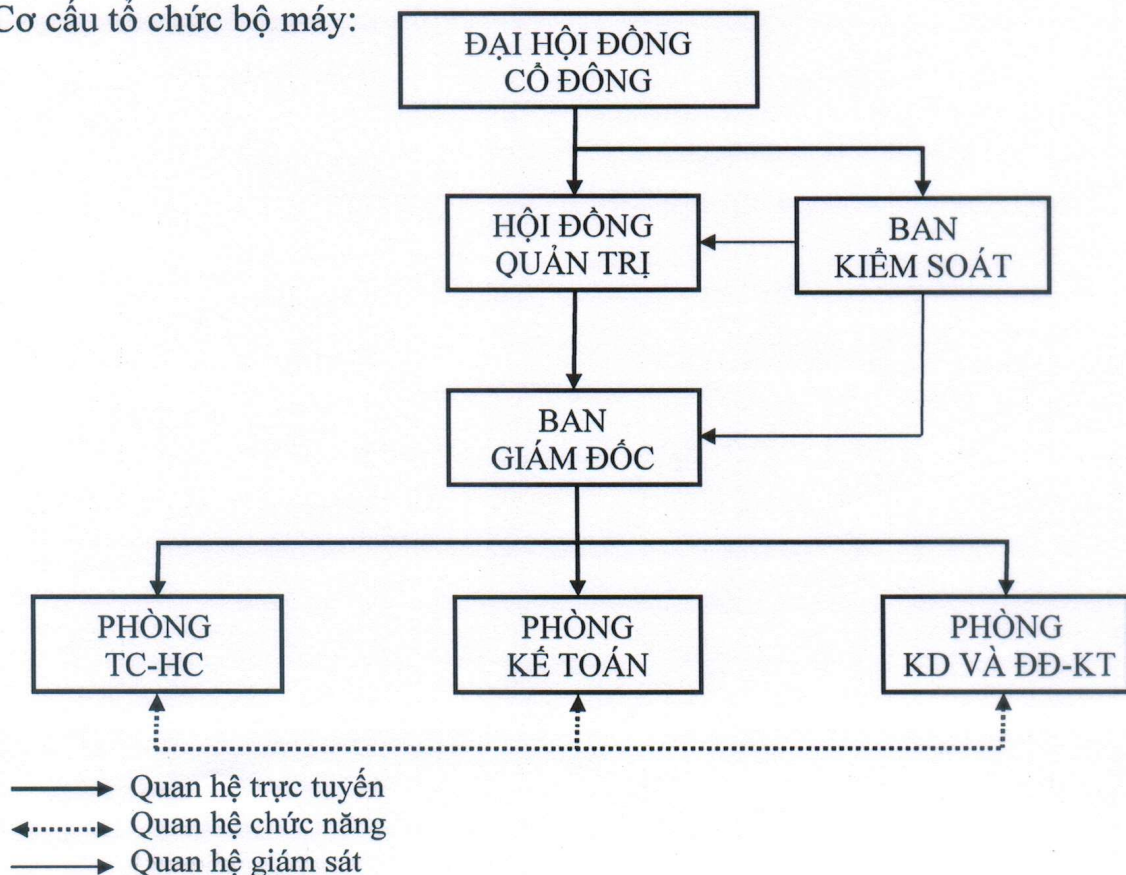 Cơ cấu tổ chức bộ máy:
ĐẠI HỘI ĐỒNG
CỔ ĐÔNG
HỘI ĐỒNG
QUẢN TRỊ
BAN
KIỂM SOÁT
BAN
GIÁM ĐỐC
PHÒNG
TC-HC
PHÒNG
KẾ TOÁN
PHÒNG
KD VÀ ĐĐ-KT
Quan hệ trực tuyến
Quan hệ chức năng
Quan hệ giám sát